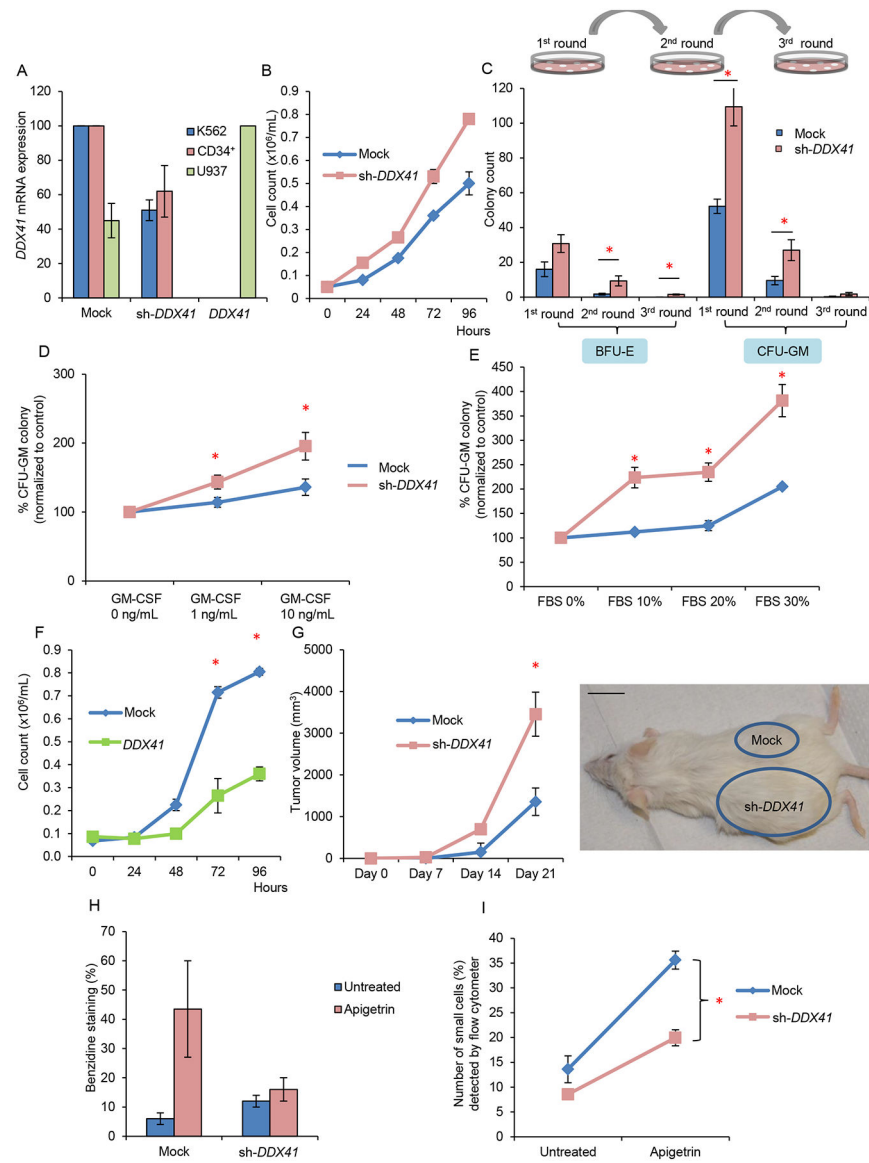 1st round
2nd round
3rd round
A
DDX41 mRNA expression
120
100
80
60
40
20
0
K562
CD34+
U937
Mock
sh-DDX41
DDX41
B
Cell count (x10⁶/mL)
0.9
0.8
0.7
0.6
0.5
0.4
0.3
0.2
0.1
0
Mock
sh-DDX41
0 24 48 72 96
Hours
C
Colony count
120
100
80
60
40
20
0
Mock
sh-DDX41
*
*
*
*
1st round 2nd round 3rd round 1st round 2nd round 3rd round
BFU-E
CFU-GM
D
% CFU-GM colony
(normalized to control)
300
200
100
0
*
*
Mock
sh-DDX41
GM-CSF GM-CSF GM-CSF
0 ng/mL 1 ng/mL 10 ng/mL
E
% CFU-GM colony
(normalized to control)
450
400
350
300
250
200
150
100
50
0
*
*
*
Mock
sh-DDX41
FBS 0% FBS 10% FBS 20% FBS 30%
F
Cell count (x10⁶/mL)
0.9
0.8
0.7
0.6
0.5
0.4
0.3
0.2
0.1
0
*
*
Mock
DDX41
0 24 48 72 96
Hours
G
Tumor volume (mm³)
5000
4000
3000
2000
1000
0
*
Mock
sh-DDX41
Day 0 Day 7 Day 14 Day 21
Mock
sh-DDX41
H
Benzidine staining (%)
70
60
50
40
30
20
10
0
Untreated
Apigetrin
Mock
sh-DDX41
I
Number of small cells (%)
detected by flow cytometer
40
35
30
25
20
15
10
5
0
*
Mock
sh-DDX41
Untreated
Apigetrin